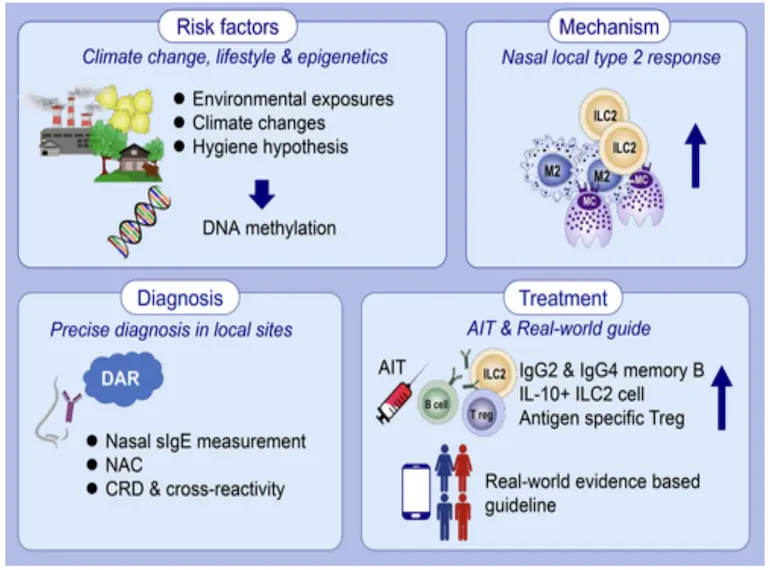 Risk factors
Climate change, lifestyle & epigenetics
Environmental exposures
Climate changes
Hygiene hypothesis
DNA methylation
Mechanism
Nasal local type 2 response
ILC2
ILC2
M2
M2
MC
MC
Diagnosis
Precise diagnosis in local sites
DAR
Nasal sIgE measurement
NAC
CRD & cross-reactivity
Treatment
AIT & Real-world guide
AIT
ILC2
B cell
T reg
IgG2 & IgG4 memory B
IL-10+ ILC2 cell
Antigen specific Treg
Real-world evidence based
guideline